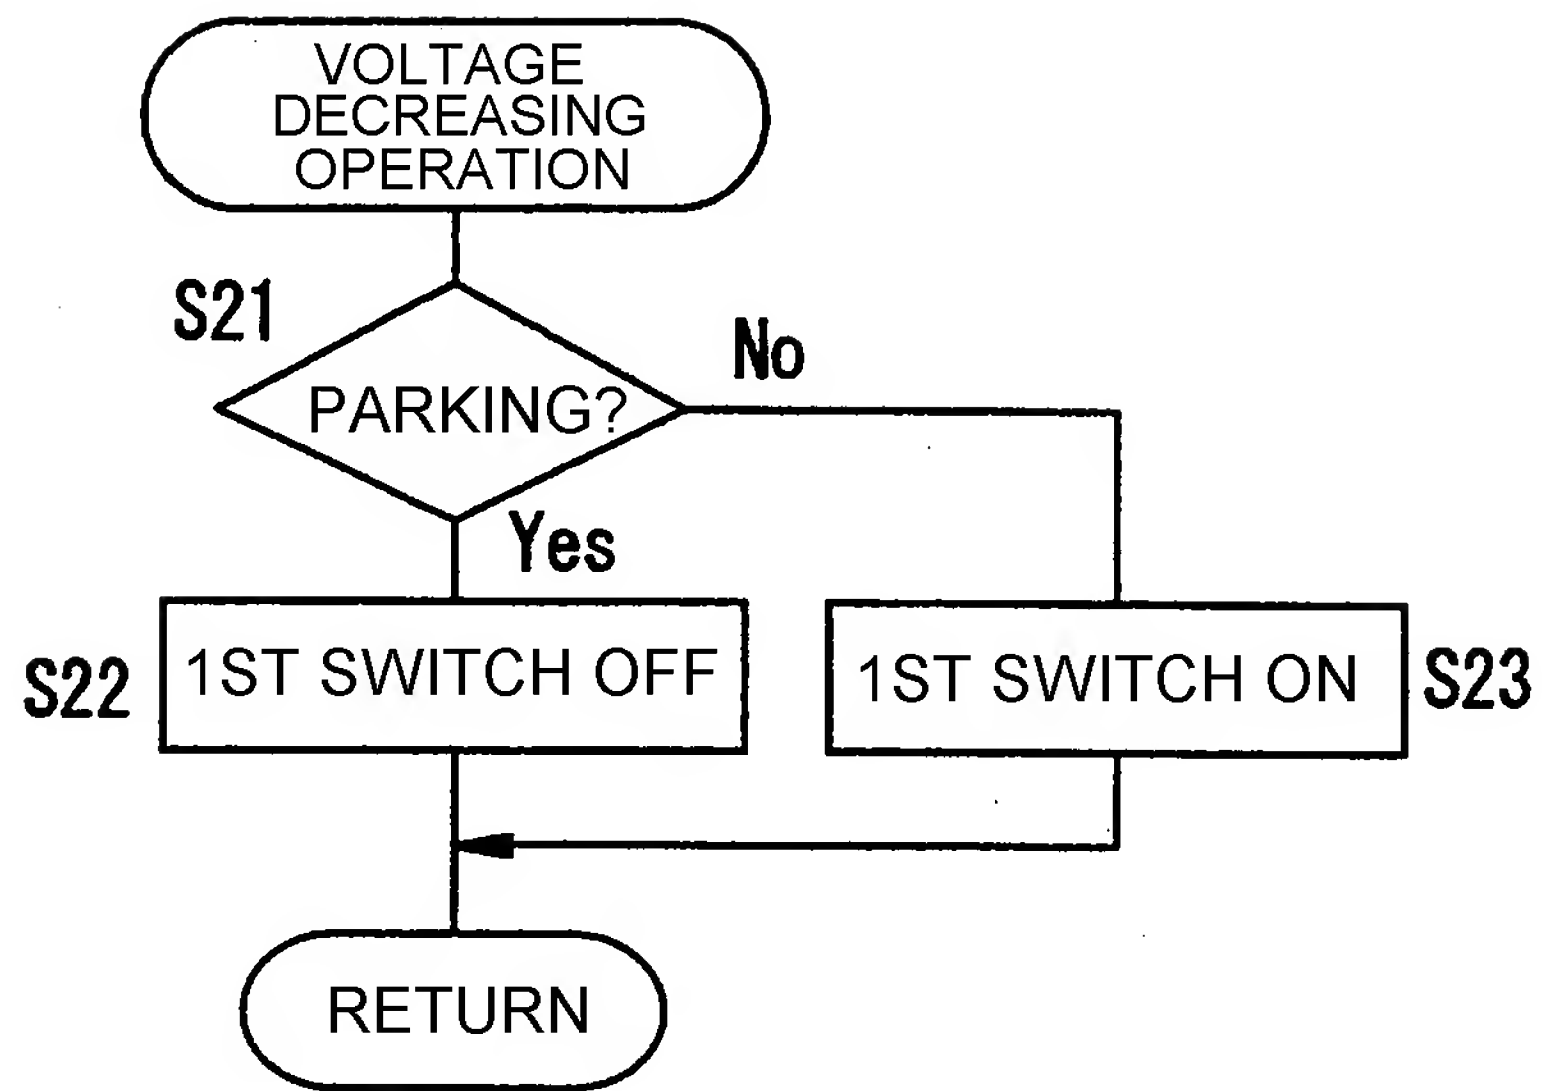 VOLTAGE
DECREASING
OPERATION
S21
No
PARKING?
Yes
S22
1ST SWITCH OFF
1ST SWITCH ON
S23
RETURN